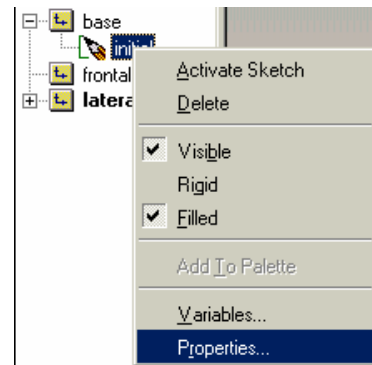 base
initial
frontal
latera
Activate Sketch
Delete
Visible
Rigid
Filled
Add To Palette
Variables...
Properties...